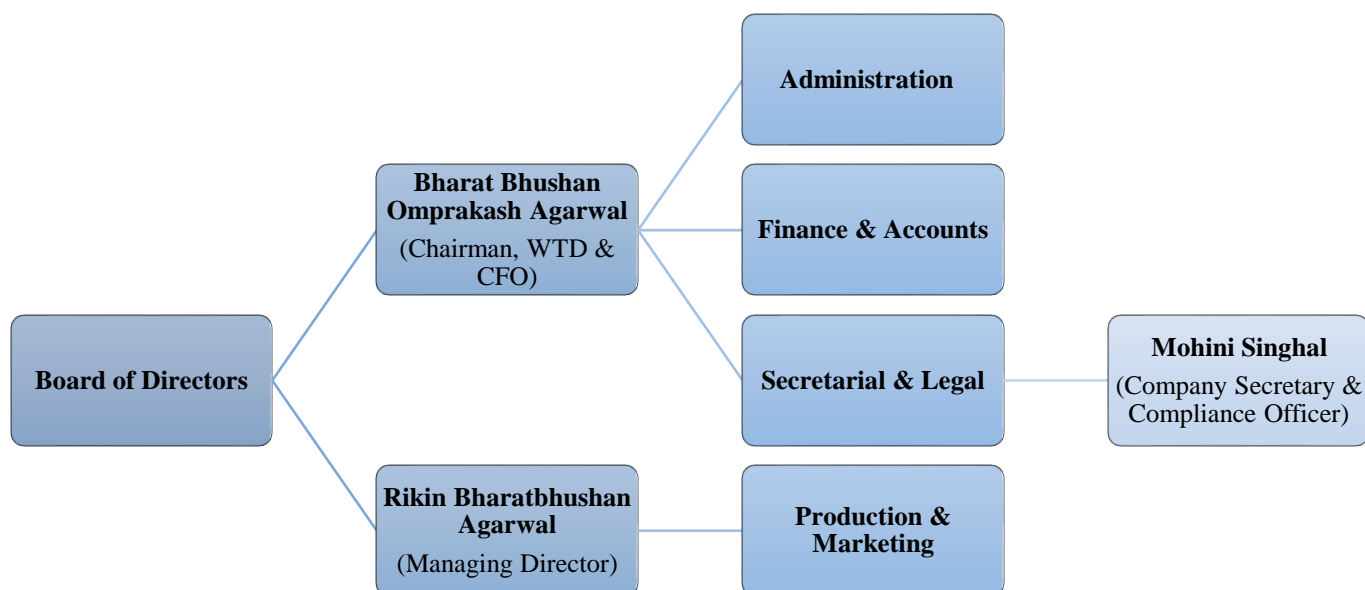 Board of Directors
Bharat Bhushan
Omprakash Agarwal
(Chairman, WTD &
CFO)
Administration
Finance & Accounts
Secretarial & Legal
Mohini Singhal
(Company Secretary &
Compliance Officer)
Rikin Bharatbhushan
Agarwal
(Managing Director)
Production &
Marketing